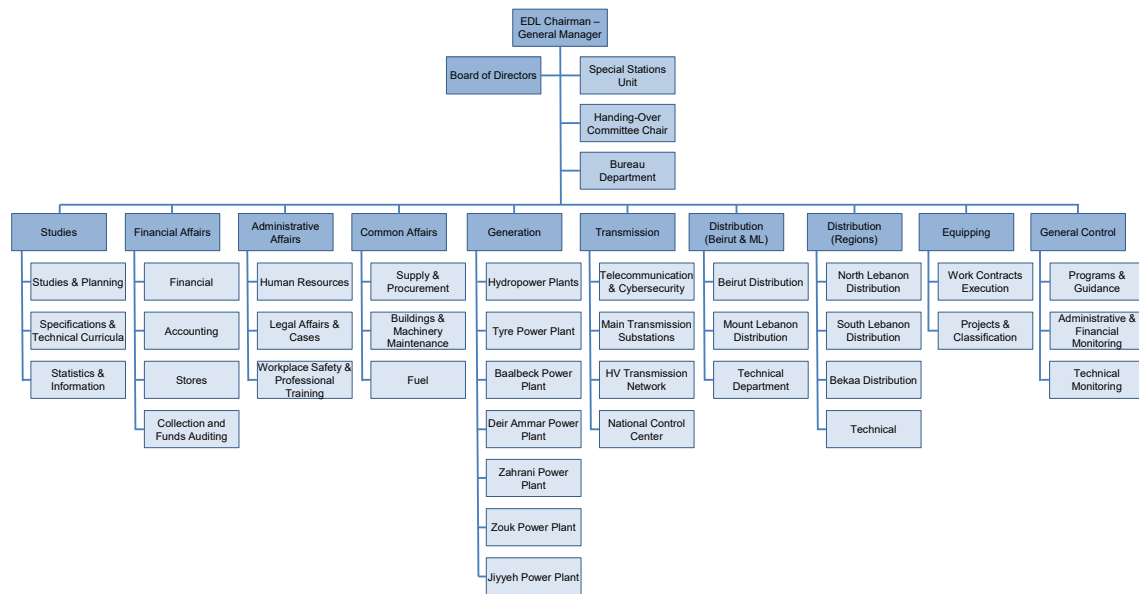 EDL Chairman –
General Manager
Board of Directors
Special Stations
Unit
Handing-Over
Committee Chair
Bureau
Department
Studies
Financial Affairs
Administrative
Affairs
Common Affairs
Generation
Transmission
Distribution
(Beirut & ML)
Distribution
(Regions)
Equipping
General Control
Studies & Planning
Specifications &
Technical Curricula
Statistics &
Information
Financial
Accounting
Stores
Collection and
Funds Auditing
Human Resources
Legal Affairs &
Cases
Workplace Safety &
Professional
Training
Supply &
Procurement
Buildings &
Machinery
Maintenance
Fuel
Hydropower Plants
Tyre Power Plant
Baalbeck Power
Plant
Deir Ammar Power
Plant
Zahrani Power
Plant
Zouk Power Plant
Jiyyeh Power Plant
Telecommunication
& Cybersecurity
Main Transmission
Substations
HV Transmission
Network
National Control
Center
Beirut Distribution
Mount Lebanon
Distribution
Technical
Department
North Lebanon
Distribution
South Lebanon
Distribution
Bekaa Distribution
Technical
Work Contracts
Execution
Projects &
Classification
Programs &
Guidance
Administrative &
Financial
Monitoring
Technical
Monitoring